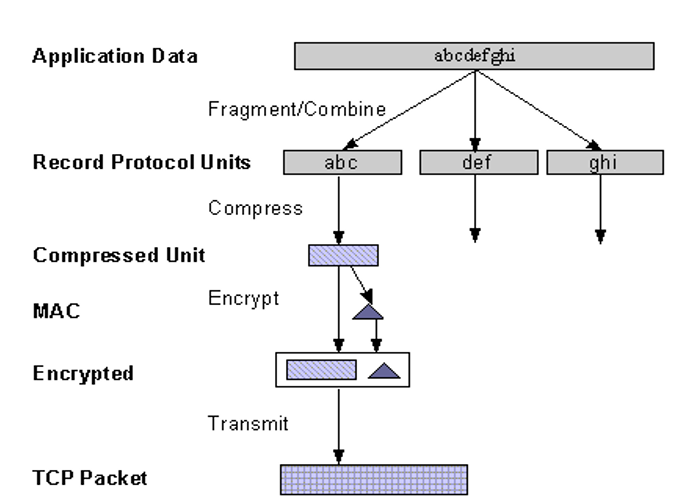 Application Data
abcdefghi
Fragment/Combine
Record Protocol Units
abc
def
ghi
Compress
Compressed Unit
Encrypt
MAC
Encrypted
Transmit
TCP Packet